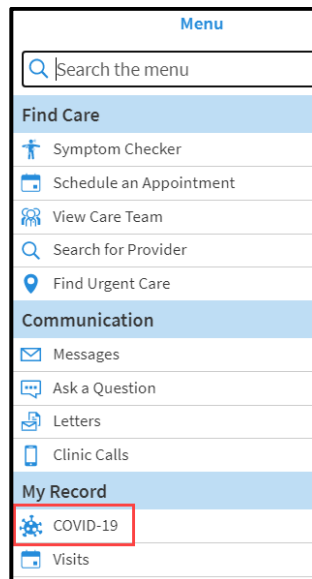 Menu
Search the menu
Find Care
Symptom Checker
Schedule an Appointment
View Care Team
Search for Provider
Find Urgent Care
Communication
Messages
Ask a Question
Letters
Clinic Calls
My Record
COVID-19
Visits